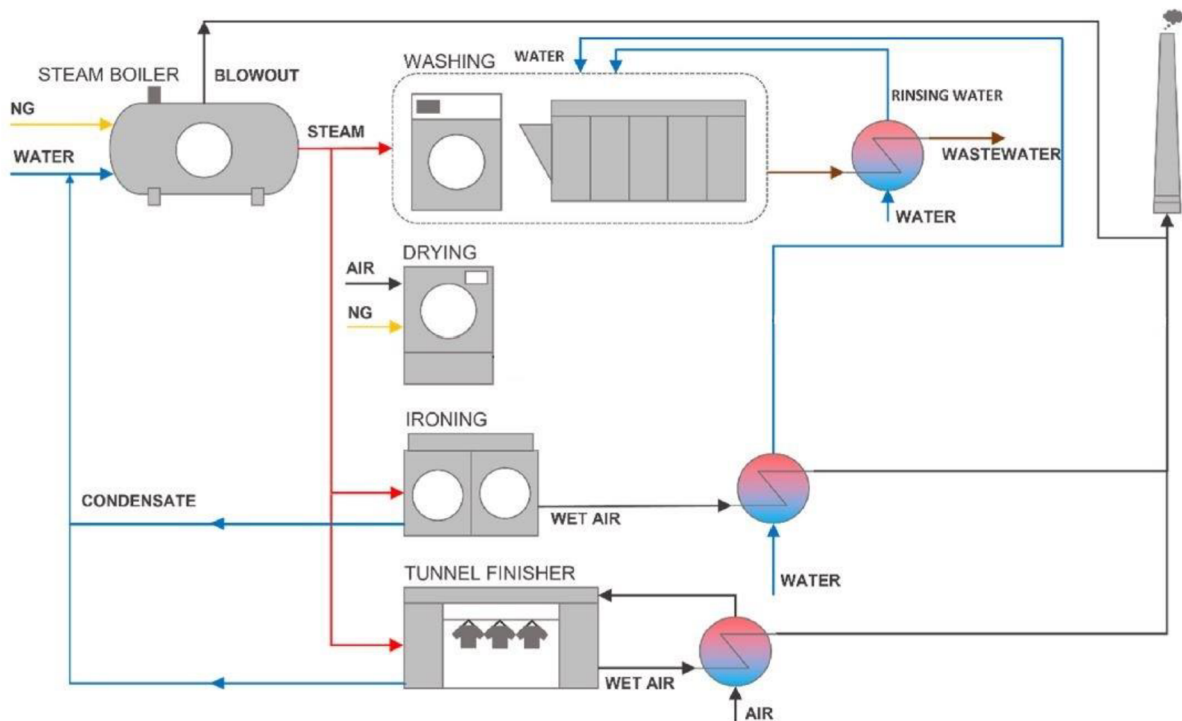 STEAM BOILER
BLOWOUT
WASHING
WATER
RINSING WATER
NG
STEAM
WATER
WASTEWATER
WATER
DRYING
AIR
NG
IRONING
CONDENSATE
WET AIR
WATER
TUNNEL FINISHER
WET AIR
AIR